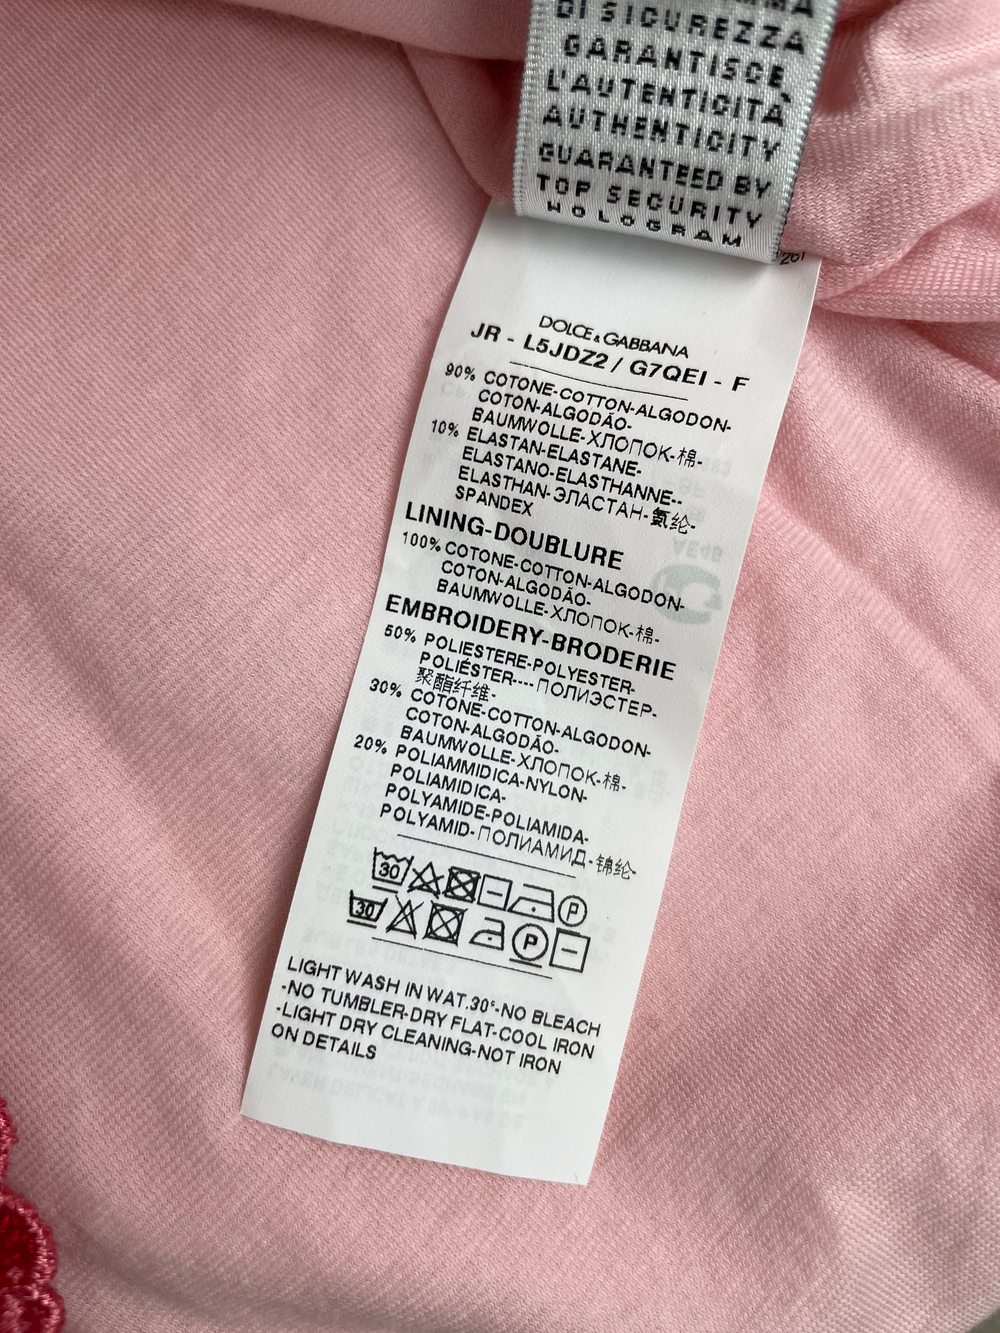 DI SICUREZZA
GARANTISCE
L'AUTENTICITÀ
AUTHENTICITY
GUARANTEED BY
TOP SECURITY
HOLOGRAM
DOLCE & GABBANA
JR - L5JDZ2 / G7QEI - F
90% COTONE-COTTON-ALGODON-
COTON-ALGODÃO-
BAUMWOLLE-ХЛОПОК-棉-
10% ELASTAN-ELASTANE-
ELASTANO-ELASTHANNE--
ELASTHAN-ЭЛАСТАН-氨纶-
SPANDEX
LINING-DOUBLURE
100% COTONE-COTTON-ALGODON-
COTON-ALGODÃO-
BAUMWOLLE-ХЛОПОК-棉-
EMBROIDERY-BRODERIE
50% POLIESTERE-POLYESTER-
POLIÉSTER----ПОЛИЭСТЕР-
聚酯纤维-
30% COTONE-COTTON-ALGODON-
COTON-ALGODÃO-
BAUMWOLLE-ХЛОПОК-棉-
20% POLIAMMIDICA-NYLON-
POLIAMIDICA-
POLYAMIDE-POLIAMIDA-
POLYAMID-ПОЛИАМИД-锦纶-
30 P
30 P
LIGHT WASH IN WAT.30°-NO BLEACH
-NO TUMBLER-DRY FLAT-COOL IRON
-LIGHT DRY CLEANING-NOT IRON
ON DETAILS